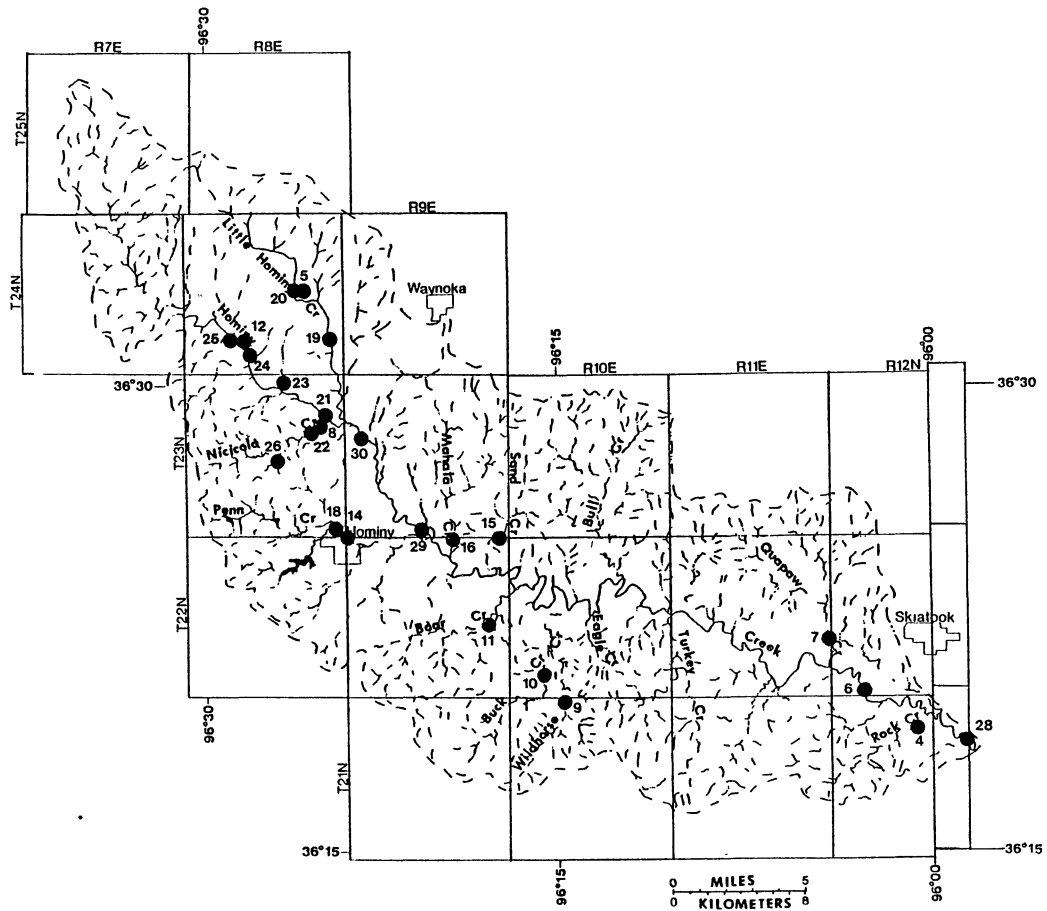 96°30
R7E
R8E
T25N
R9E
Little
Hominy
Cr
T24N
20
5
Waynoka
Hominy
25
12
24
19
96°15
96°00
R10E
R11E
R12N
36°30
23
36°30
21
Cr
8
22
T23N
26
30
Sand
Cr
Bulls
Cr
Penn
Cr
18
14
Hominy
29
Cr
16
15
Quapaw
Cr
T22N
Cr
11
Eagle
Cr
Turkey
Cr
Creek
7
Skiatook
Cr
10
Cr
6
Buck
9
Wildhorse
Rock
Cr
4
28
96°30
T21N
36°15
36°15
96°15
96°00
0
MILES
5
0
KILOMETERS
8